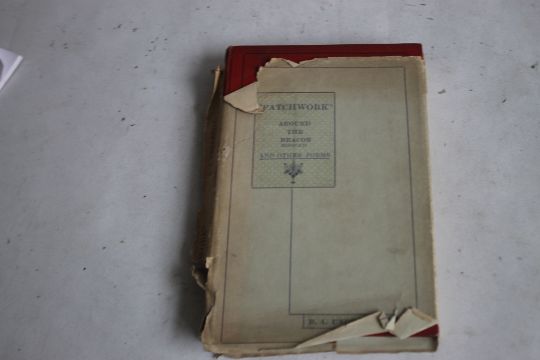 "PATCHWORK"
AROUND
THE
BEACON
AND OTHER POEMS